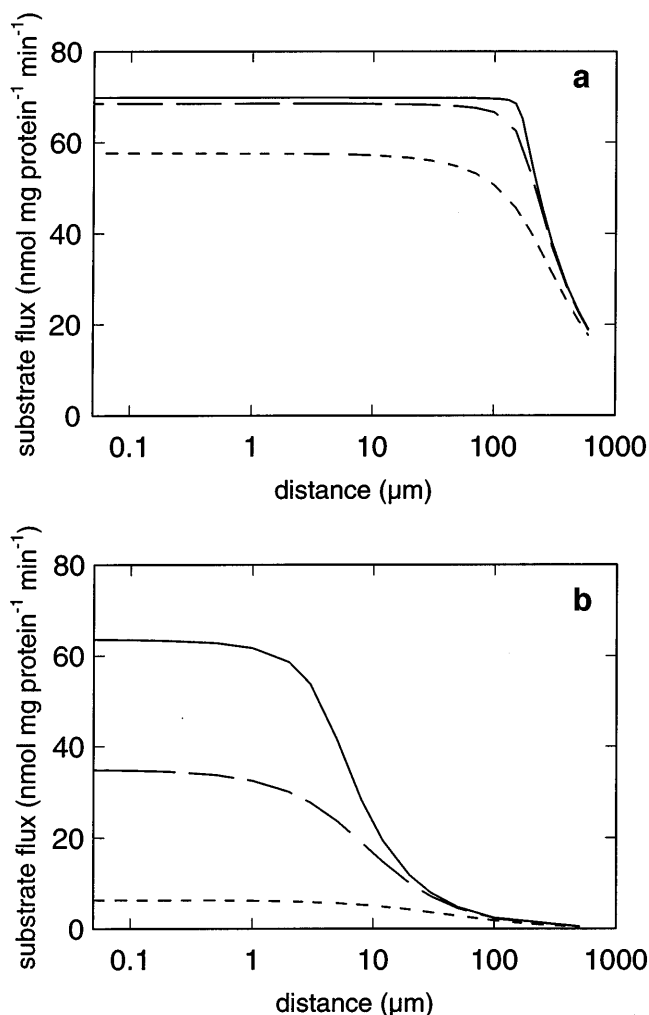 a
substrate flux (nmol mg protein⁻¹ min⁻¹)
80
60
40
20
0
0.1 1 10 100 1000
distance (µm)
b
substrate flux (nmol mg protein⁻¹ min⁻¹)
80
60
40
20
0
0.1 1 10 100 1000
distance (µm)